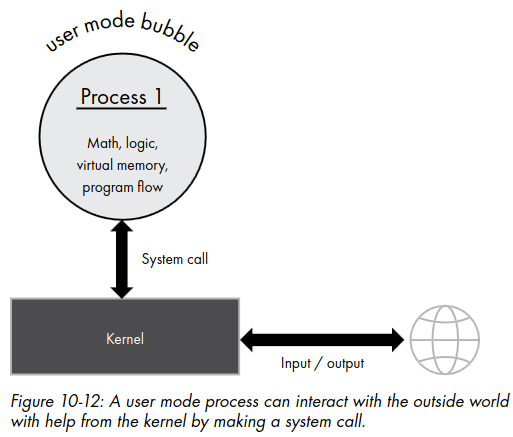 user mode bubble
Process 1
Math, logic,
virtual memory,
program flow
System call
Kernel
Input / output
Figure 10-12: A user mode process can interact with the outside world
with help from the kernel by making a system call.